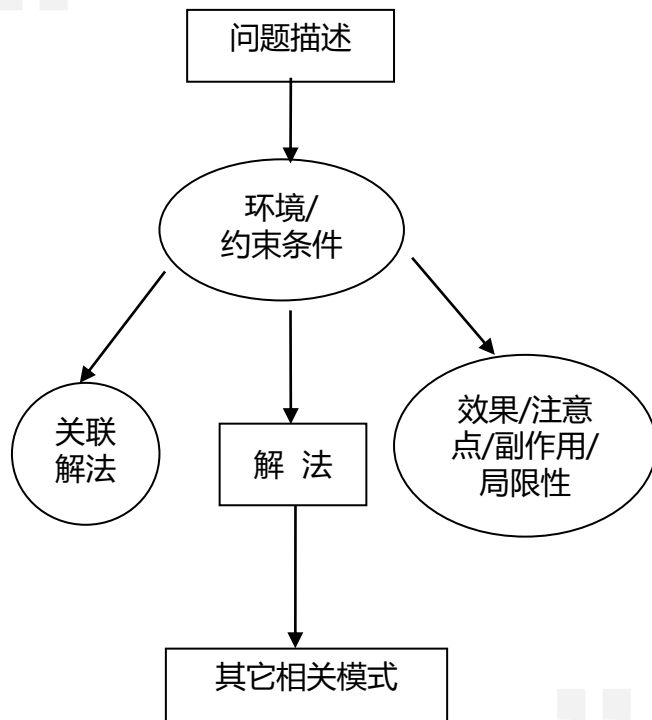 问题描述
环境/
约束条件
关联
解法
解 法
效果/注意
点/副作用/
局限性
其它相关模式